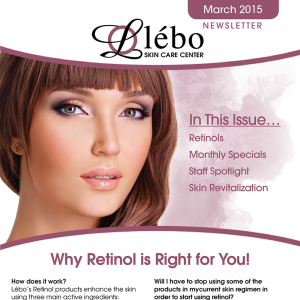 March 2015
NEWSLETTER
Lébo
SKIN CARE CENTER
In This Issue…
Retinols
Monthly Specials
Staff Spotlight
Skin Revitalization
Why Retinol is Right for You!
How does it work?
Lébo's Retinol products enhance the skin
using three main active ingredients:
Will I have to stop using some of the
products in mycurrent skin regimen in
order to start using retinol?